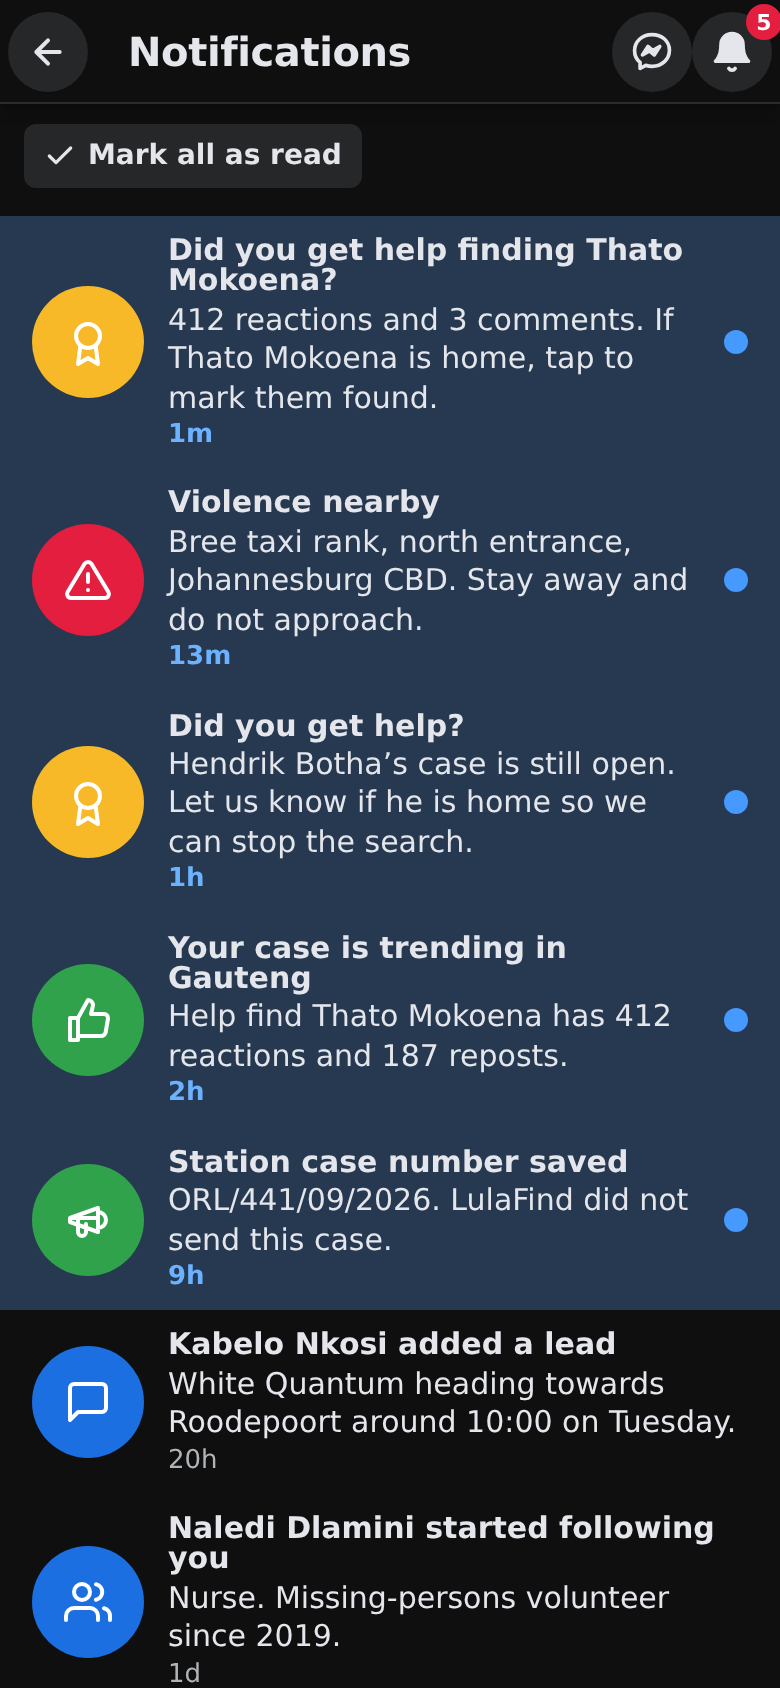 Notifications
5
Mark all as read
Did you get help finding Thato
Mokoena?
412 reactions and 3 comments. If
Thato Mokoena is home, tap to
mark them found.
1m
Violence nearby
Bree taxi rank, north entrance,
Johannesburg CBD. Stay away and
do not approach.
13m
Did you get help?
Hendrik Botha’s case is still open.
Let us know if he is home so we
can stop the search.
1h
Your case is trending in
Gauteng
Help find Thato Mokoena has 412
reactions and 187 reposts.
2h
Station case number saved
ORL/441/09/2026. LulaFind did not
send this case.
9h
Kabelo Nkosi added a lead
White Quantum heading towards
Roodepoort around 10:00 on Tuesday.
20h
Naledi Dlamini started following
you
Nurse. Missing-persons volunteer
since 2019.
1d